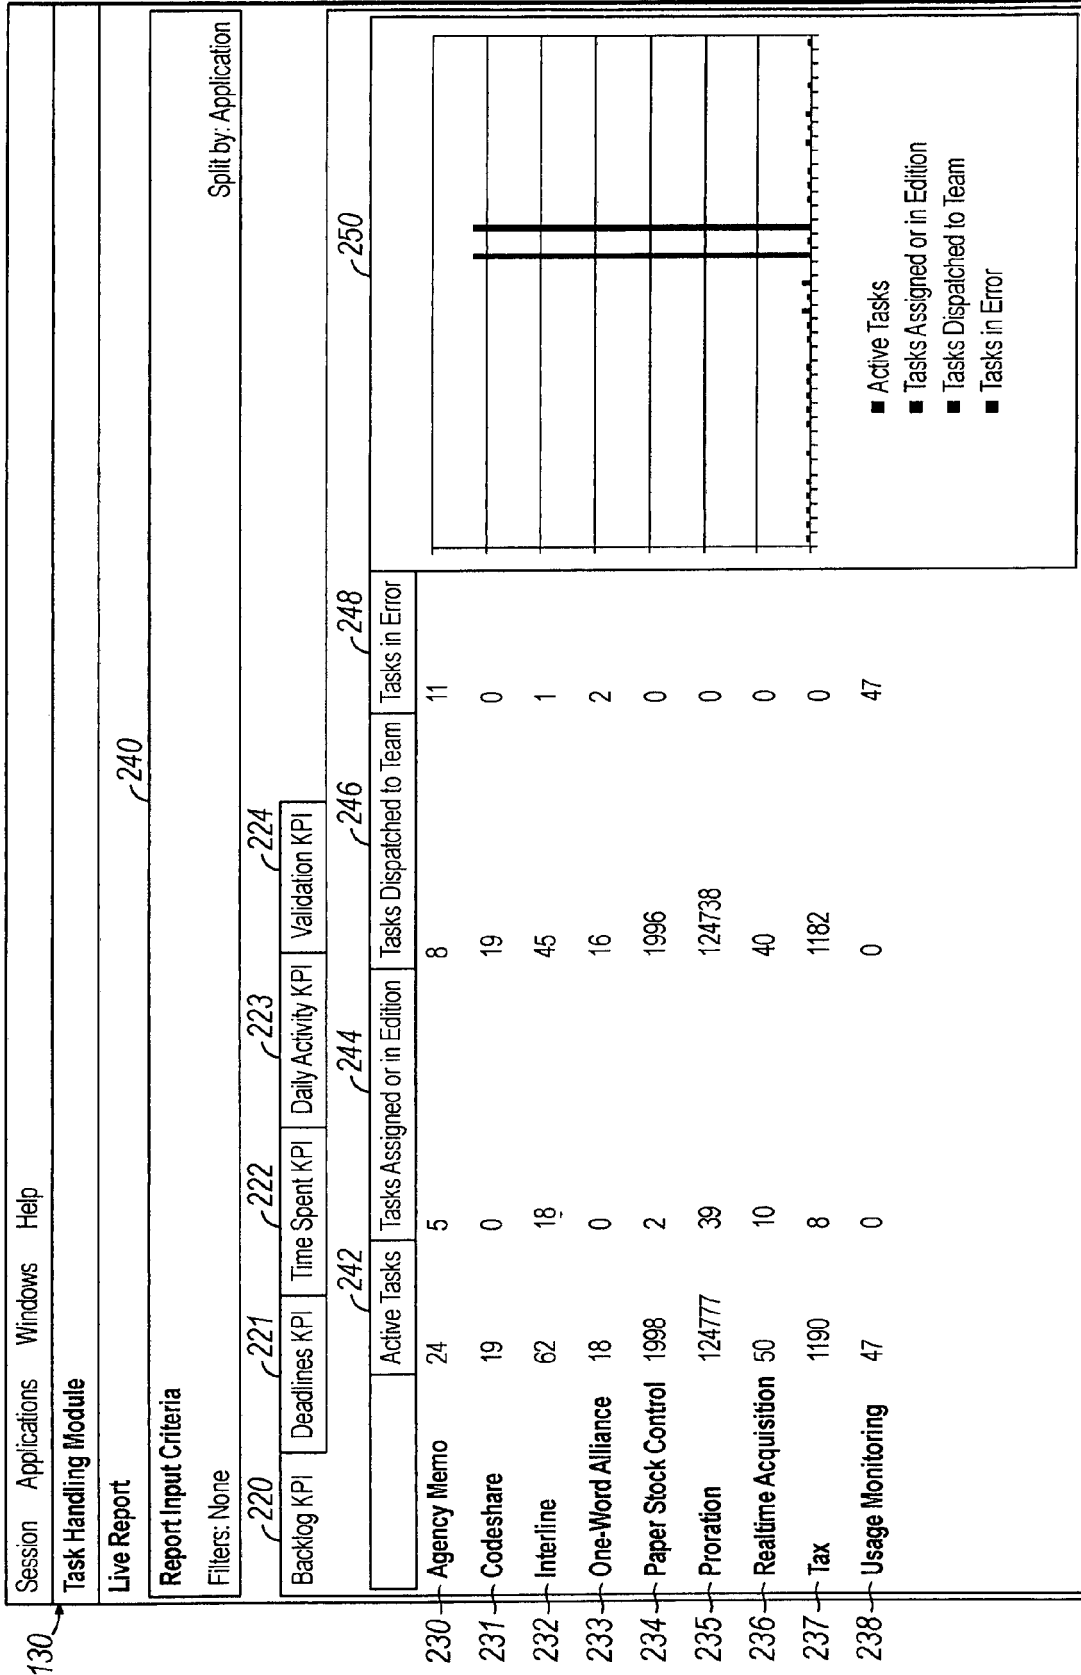 130
Session Applications Windows Help
Task Handling Module
Live Report
240
Report Input Criteria
Filters: None Split by: Application
220 221 222 223 224
Backlog KPI Deadlines KPI Time Spent KPI Daily Activity KPI Validation KPI
242 244 246 248 250
Active Tasks Tasks Assigned or in Edition Tasks Dispatched to Team Tasks in Error
230 Agency Memo 24 5 8 11
231 Codeshare 19 0 19 0
232 Interline 62 18 45 1
233 One-Word Alliance 18 0 16 2
234 Paper Stock Control 1998 2 1996 0
235 Proration 124777 39 124738 0
236 Realtime Acquisition 50 10 40 0
237 Tax 1190 8 1182 0
238 Usage Monitoring 47 0 0 47
Active Tasks
Tasks Assigned or in Edition
Tasks Dispatched to Team
Tasks in Error